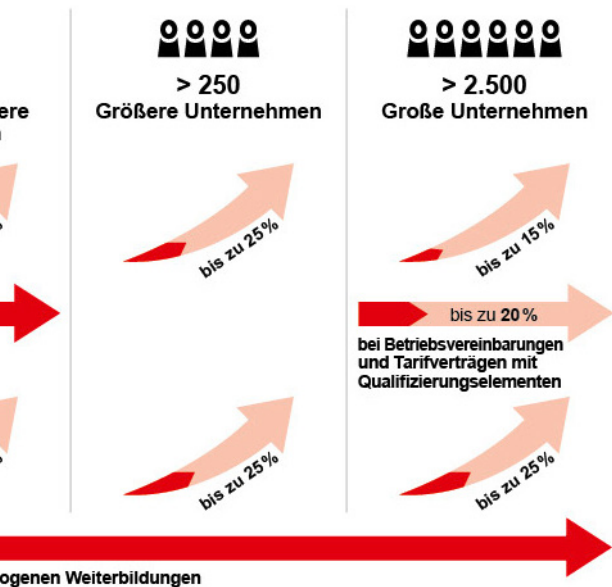 > 250
Größere Unternehmen
bis zu 25%
bis zu 25%
> 2.500
Große Unternehmen
bis zu 15%
bis zu 20%
bei Betriebsvereinbarungen
und Tarifverträgen mit
Qualifizierungselementen
bis zu 25%
ogenen Weiterbildungen